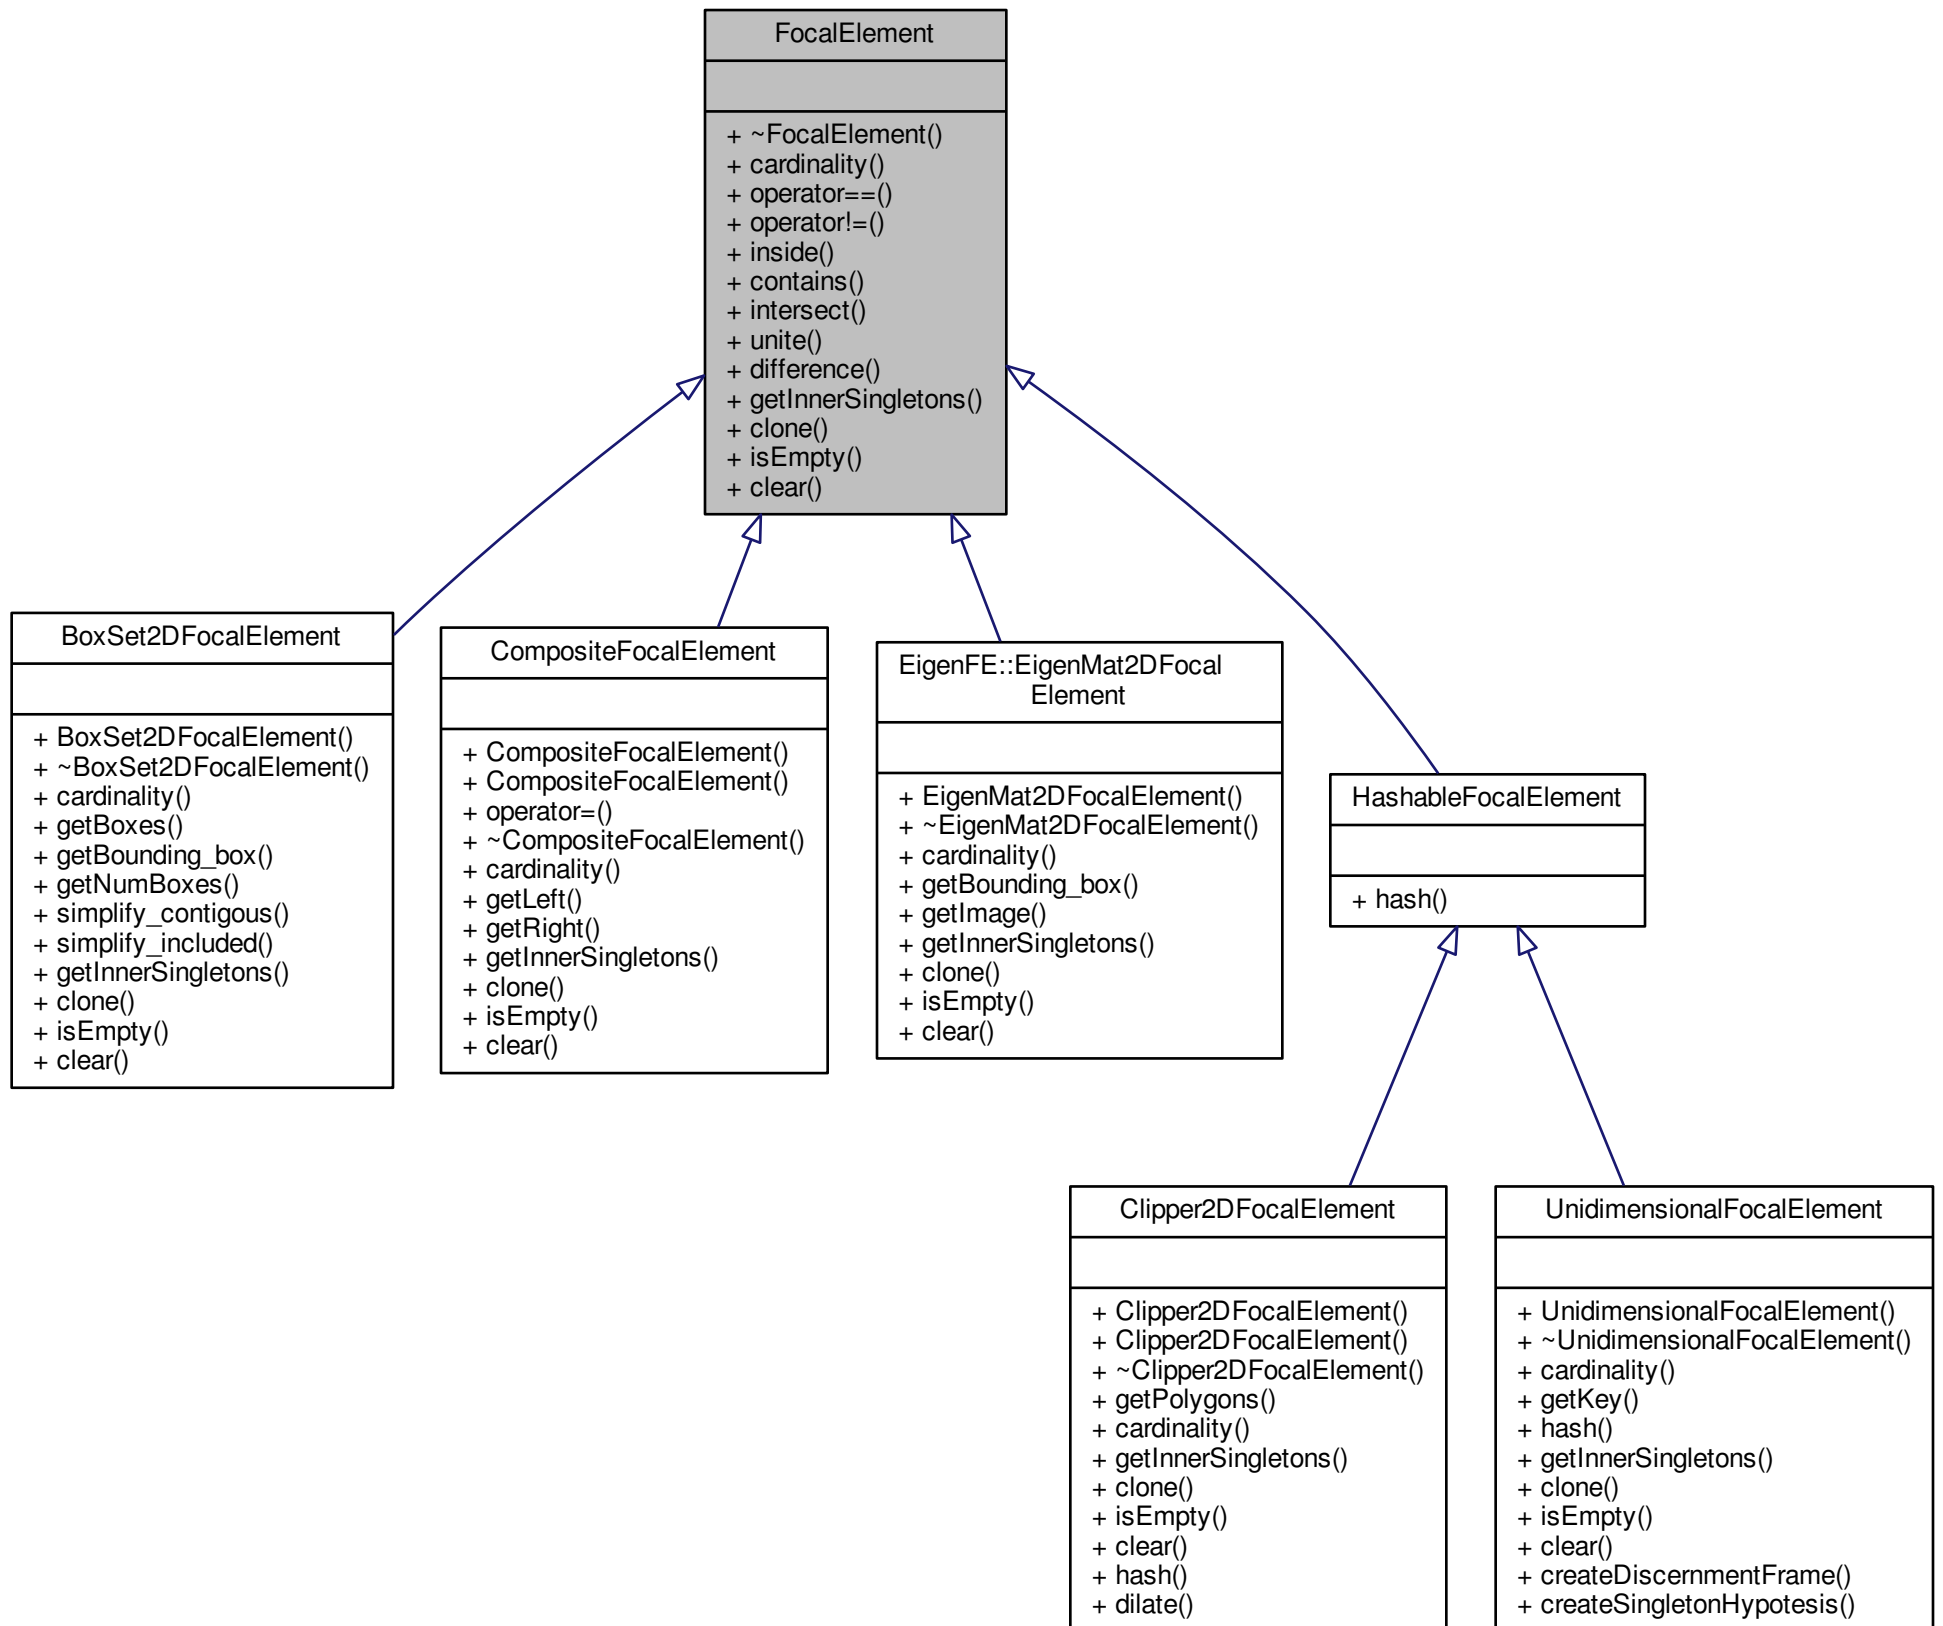 FocalElement
+ ~FocalElement()
+ cardinality()
+ operator==()
+ operator!=()
+ inside()
+ contains()
+ intersect()
+ unite()
+ difference()
+ getInnerSingletons()
+ clone()
+ isEmpty()
+ clear()
BoxSet2DFocalElement
+ BoxSet2DFocalElement()
+ ~BoxSet2DFocalElement()
+ cardinality()
+ getBoxes()
+ getBounding_box()
+ getNumBoxes()
+ simplify_contigous()
+ simplify_included()
+ getInnerSingletons()
+ clone()
+ isEmpty()
+ clear()
CompositeFocalElement
+ CompositeFocalElement()
+ CompositeFocalElement()
+ operator=()
+ ~CompositeFocalElement()
+ cardinality()
+ getLeft()
+ getRight()
+ getInnerSingletons()
+ clone()
+ isEmpty()
+ clear()
EigenFE::EigenMat2DFocal
Element
+ EigenMat2DFocalElement()
+ ~EigenMat2DFocalElement()
+ cardinality()
+ getBounding_box()
+ getImage()
+ getInnerSingletons()
+ clone()
+ isEmpty()
+ clear()
HashableFocalElement
+ hash()
Clipper2DFocalElement
+ Clipper2DFocalElement()
+ Clipper2DFocalElement()
+ ~Clipper2DFocalElement()
+ getPolygons()
+ cardinality()
+ getInnerSingletons()
+ clone()
+ isEmpty()
+ clear()
+ hash()
+ dilate()
UnidimensionalFocalElement
+ UnidimensionalFocalElement()
+ ~UnidimensionalFocalElement()
+ cardinality()
+ getKey()
+ hash()
+ getInnerSingletons()
+ clone()
+ isEmpty()
+ clear()
+ createDiscernmentFrame()
+ createSingletonHypotesis()